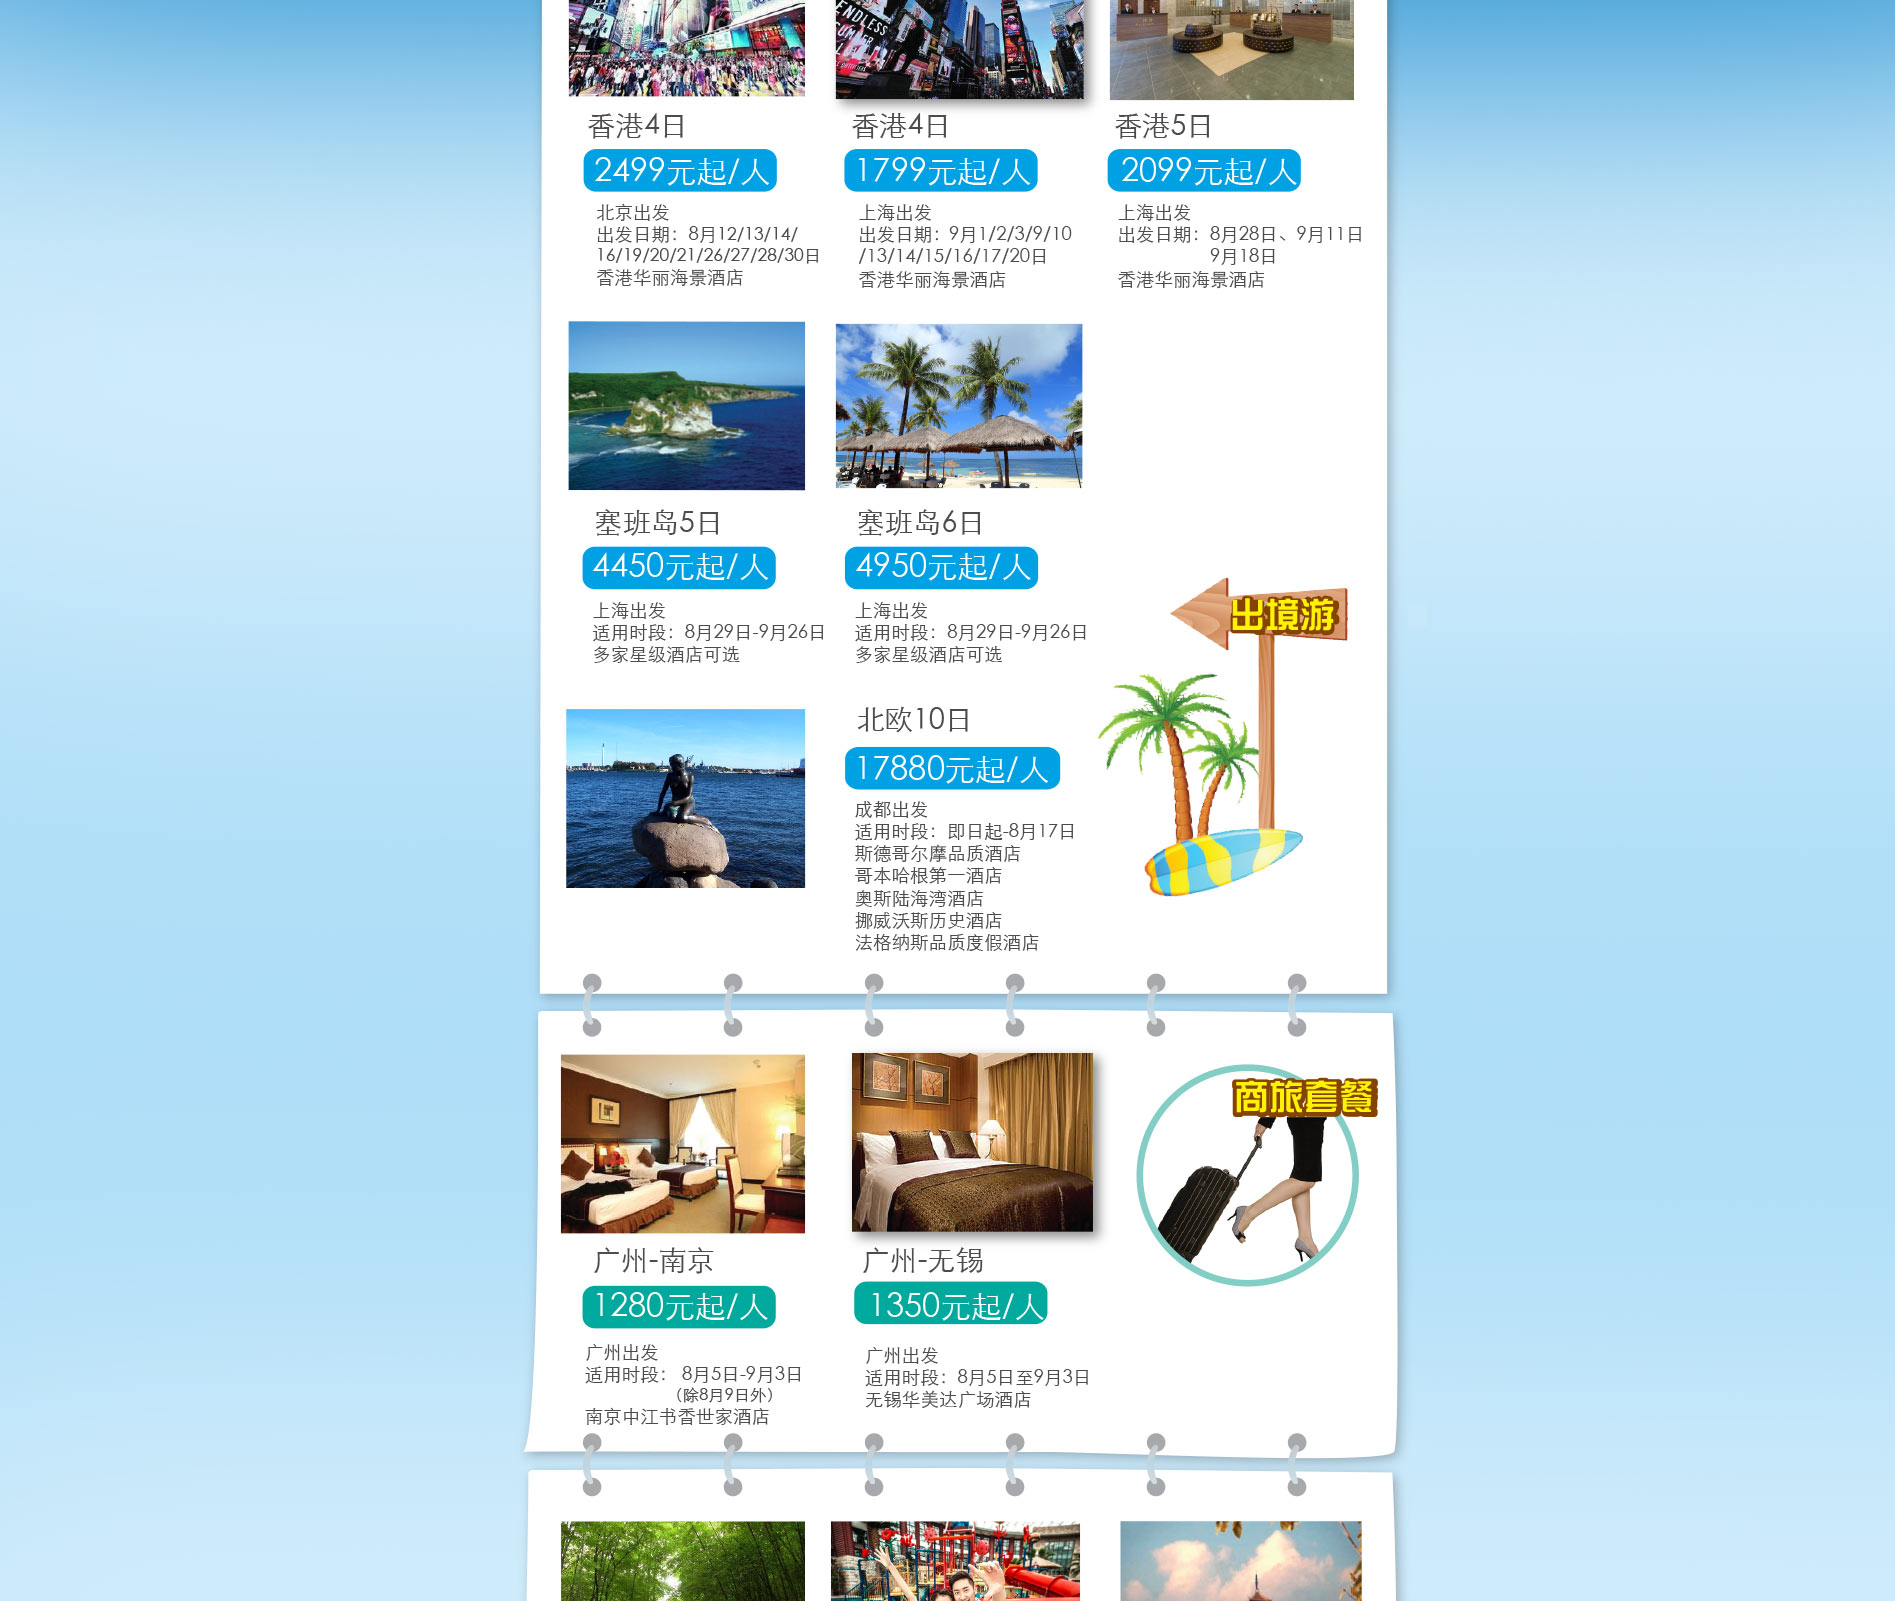 ENDLESS
SUMMER
香港4日
2499元起/人
北京出发
出发日期：8月12/13/14/
16/19/20/21/26/27/28/30日
香港华丽海景酒店
香港4日
1799元起/人
上海出发
出发日期：9月1/2/3/9/10
/13/14/15/16/17/20日
香港华丽海景酒店
香港5日
2099元起/人
上海出发
出发日期：8月28日、9月11日
9月18日
香港华丽海景酒店
塞班岛5日
4450元起/人
上海出发
适用时段：8月29日-9月26日
多家星级酒店可选
塞班岛6日
4950元起/人
上海出发
适用时段：8月29日-9月26日
多家星级酒店可选
出境游
北欧10日
17880元起/人
成都出发
适用时段：即日起-8月17日
斯德哥尔摩品质酒店
哥本哈根第一酒店
奥斯陆海湾酒店
挪威沃斯历史酒店
法格纳斯品质度假酒店
商旅套餐
广州-南京
1280元起/人
广州出发
适用时段： 8月5日-9月3日
（除8月9日外）
南京中江书香世家酒店
广州-无锡
1350元起/人
广州出发
适用时段：8月5日至9月3日
无锡华美达广场酒店